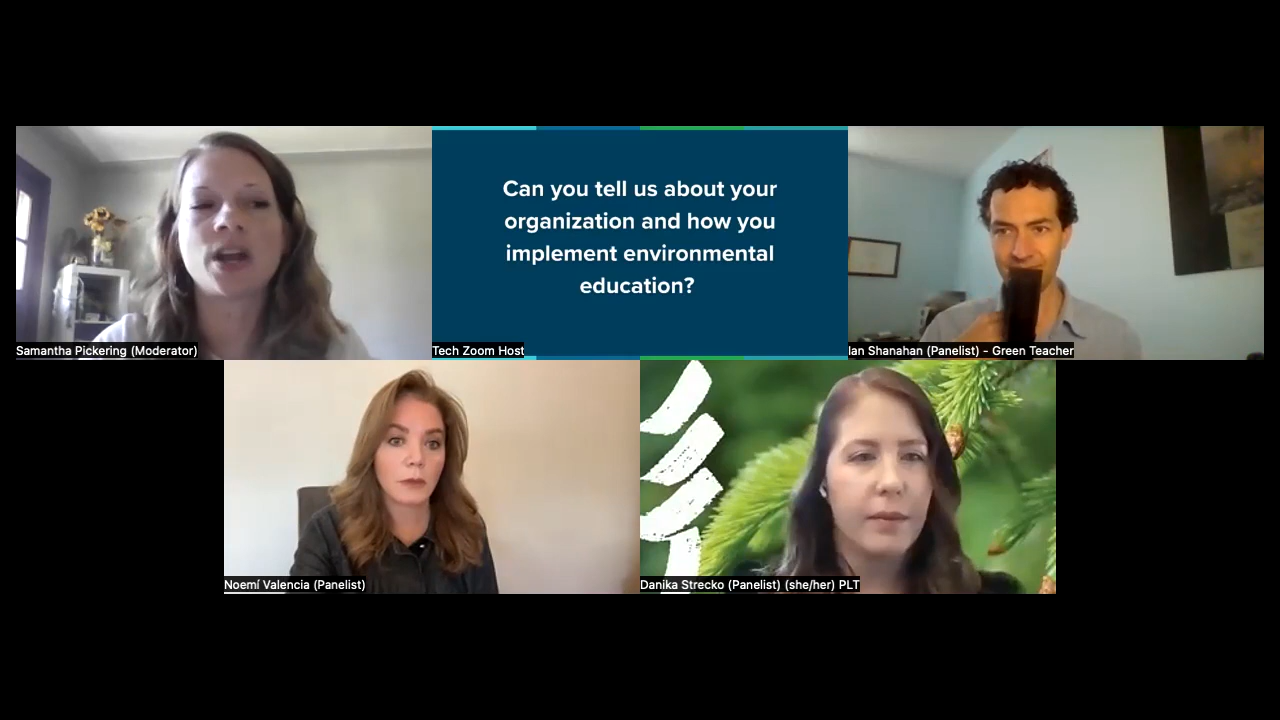 Can you tell us about your
organization and how you
implement environmental
education?
Samantha Pickering (Moderator)
Tech Zoom Host
Ian Shanahan (Panelist) - Green Teacher
Noemí Valencia (Panelist)
Danika Strecko (Panelist) (she/her) PLT